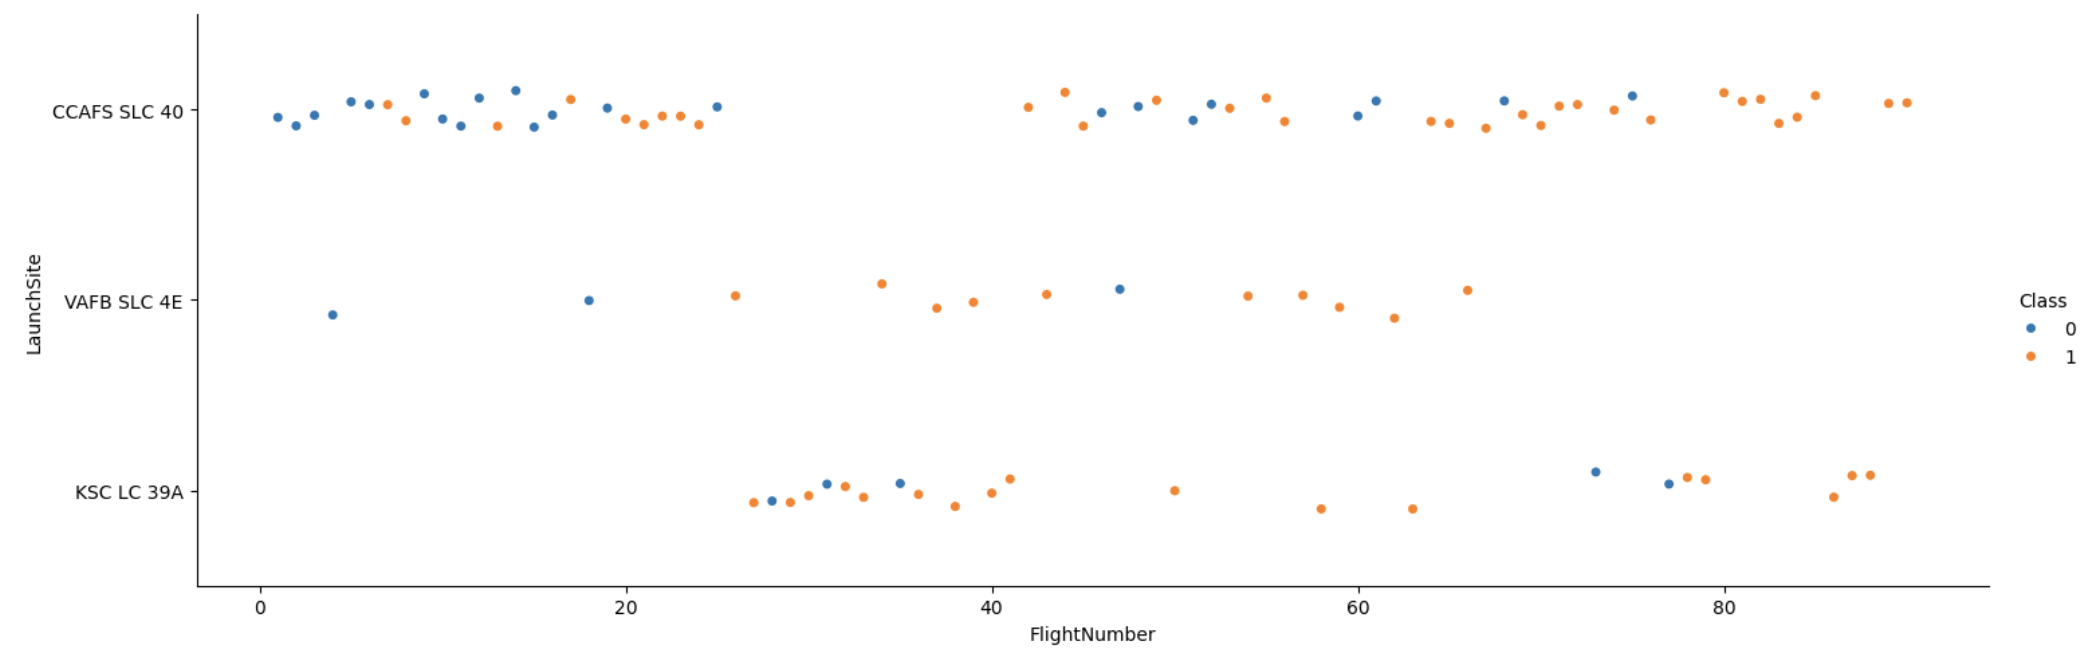 CCAFS SLC 40
VAFB SLC 4E
KSC LC 39A
LaunchSite
0 20 40 60 80
FlightNumber
Class
0
1